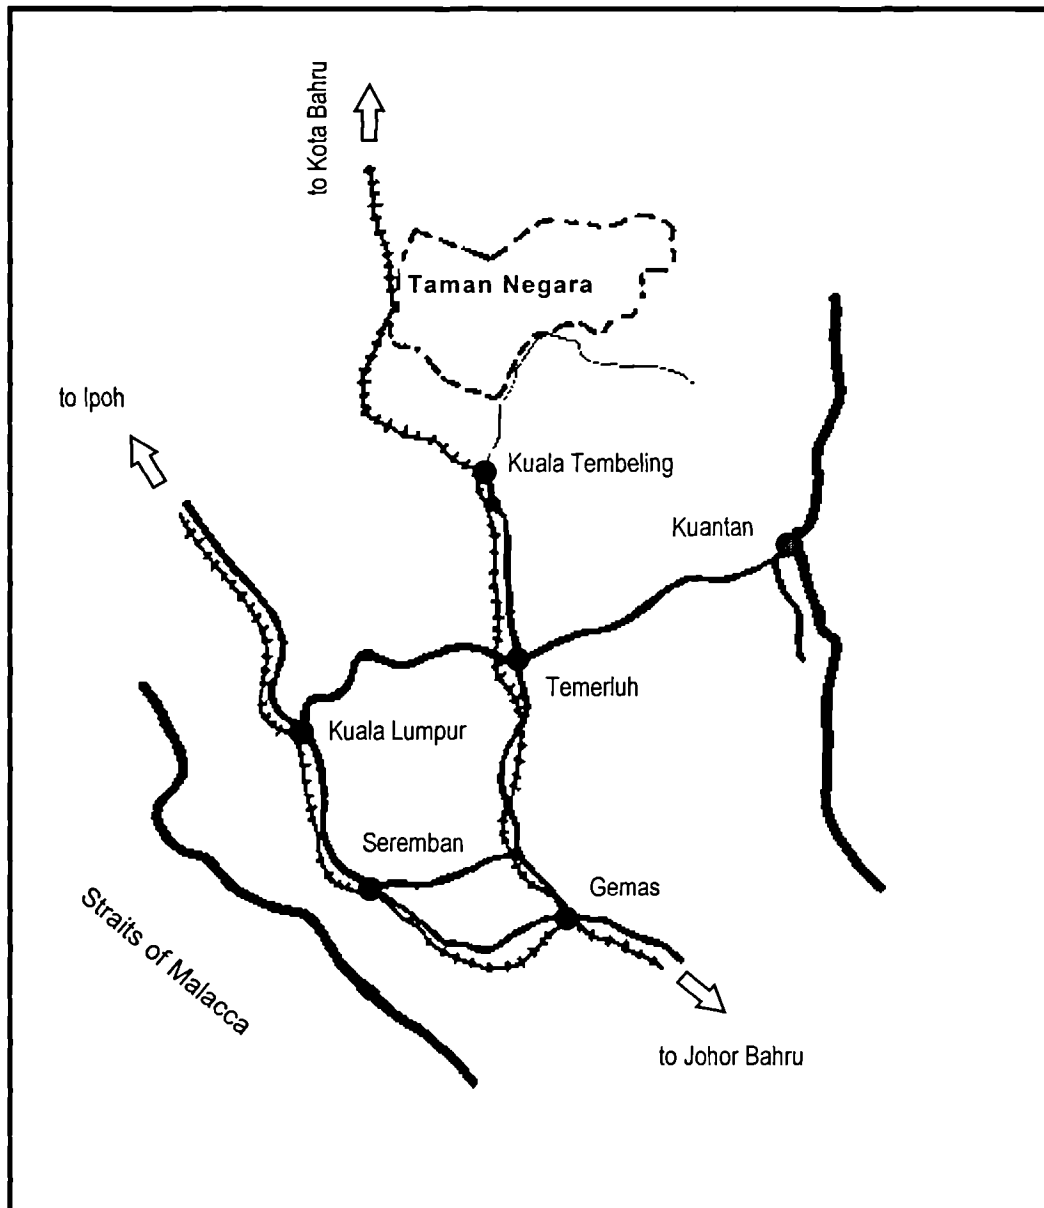 to Kota Bahru
Taman Negara
to Ipoh
Kuala Tembeling
Kuantan
Temerluh
Kuala Lumpur
Seremban
Gemas
Straits of Malacca
to Johor Bahru